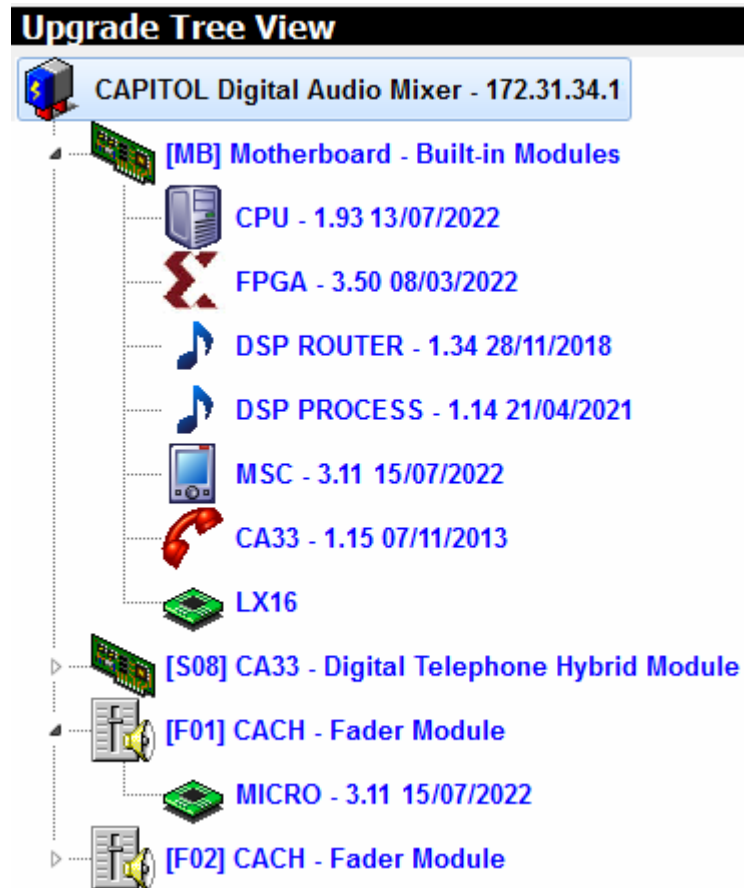 Upgrade Tree View
CAPITOL Digital Audio Mixer - 172.31.34.1
[MB] Motherboard - Built-in Modules
CPU - 1.93 13/07/2022
FPGA - 3.50 08/03/2022
DSP ROUTER - 1.34 28/11/2018
DSP PROCESS - 1.14 21/04/2021
MSC - 3.11 15/07/2022
CA33 - 1.15 07/11/2013
LX16
[S08] CA33 - Digital Telephone Hybrid Module
[F01] CACH - Fader Module
MICRO - 3.11 15/07/2022
[F02] CACH - Fader Module